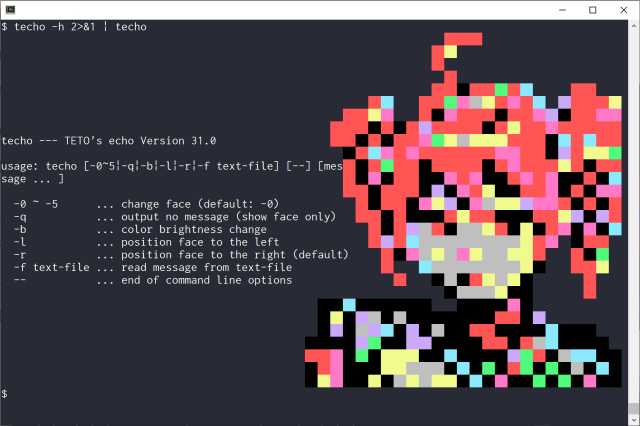 $ techo -h 2>&1 ¦ techo
techo --- TETO's echo Version 31.0
usage: techo [-0~5¦-q¦-b¦-l¦-r¦-f text-file] [--] [mes
sage ... ]
-0 ~ -5 ... change face (default: -0)
-q ... output no message (show face only)
-b ... color brightness change
-l ... position face to the left
-r ... position face to the right (default)
-f text-file ... read message from text-file
-- ... end of command line options
$